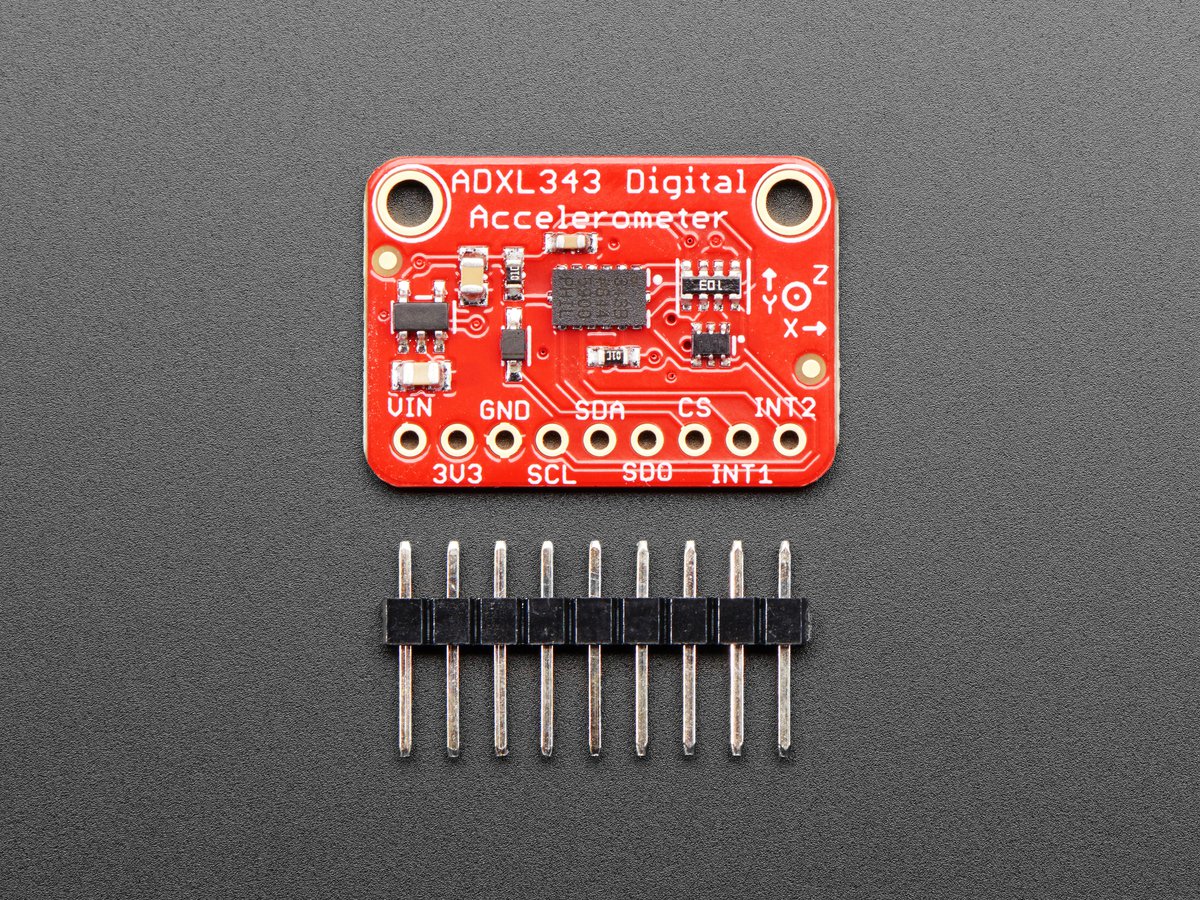 ADXL343 Digital
Accelerometer
Z
Y
X
VIN
GND
SDA
CS
INT2
3V3
SCL
SDO
INT1